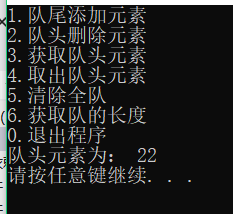 1.队尾添加元素
2.队头删除元素
3.获取队头元素
4.取出队头元素
5.清除全队
6.获取队的长度
0.退出程序
队头元素为： 22
请按任意键继续. . .